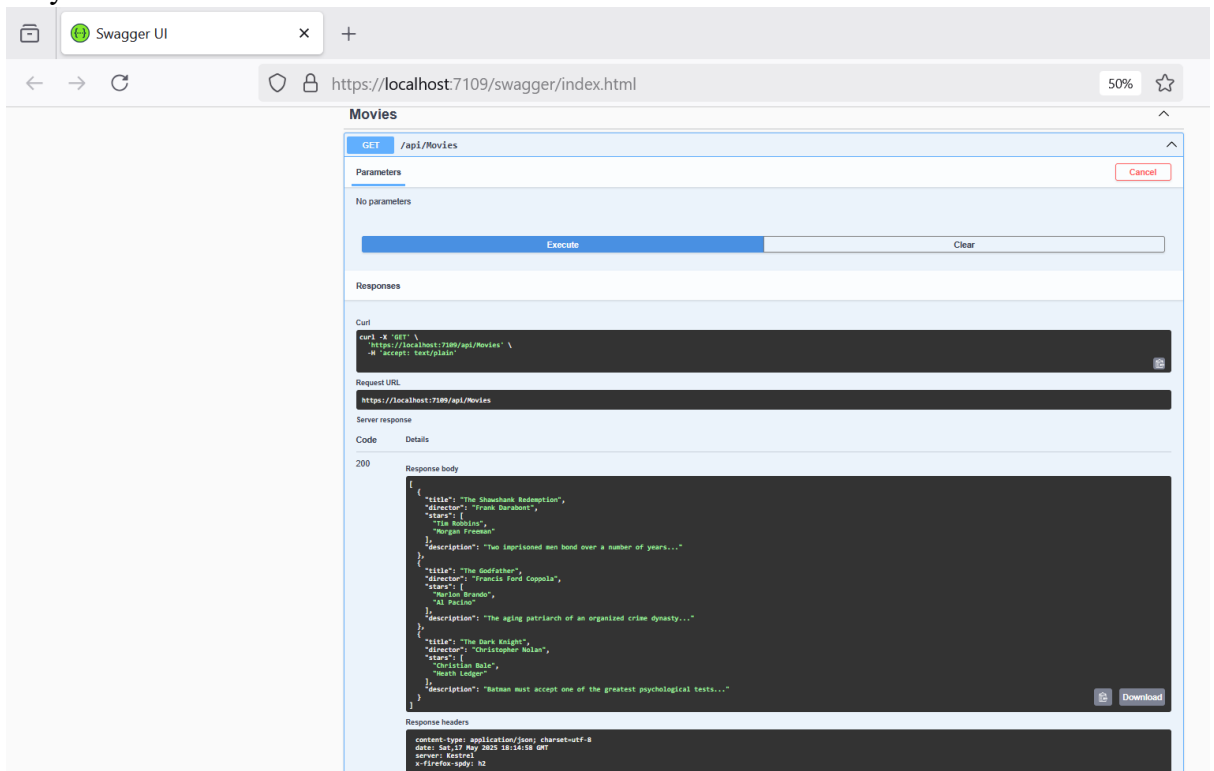 Swagger UI
https://localhost:7109/swagger/index.html
50%
Movies
GET /api/Movies
Parameters
Cancel
No parameters
Execute
Clear
Responses
Curl
curl -X 'GET' \
'https://localhost:7109/api/Movies' \
-H 'accept: text/plain'
Request URL
https://localhost:7109/api/Movies
Server response
Code Details
200
Response body
[
{
"title": "The Shawshank Redemption",
"director": "Frank Darabont",
"stars": [
"Tim Robbins",
"Morgan Freeman"
],
"description": "Two imprisoned men bond over a number of years..."
},
{
"title": "The Godfather",
"director": "Francis Ford Coppola",
"stars": [
"Marlon Brando",
"Al Pacino"
],
"description": "The aging patriarch of an organized crime dynasty..."
},
{
"title": "The Dark Knight",
"director": "Christopher Nolan",
"stars": [
"Christian Bale",
"Heath Ledger"
],
"description": "Batman must accept one of the greatest psychological tests..."
}
]
Download
Response headers
content-type: application/json; charset=utf-8
date: Sat,17 May 2025 18:14:58 GMT
server: Kestrel
x-firefox-spdy: h2